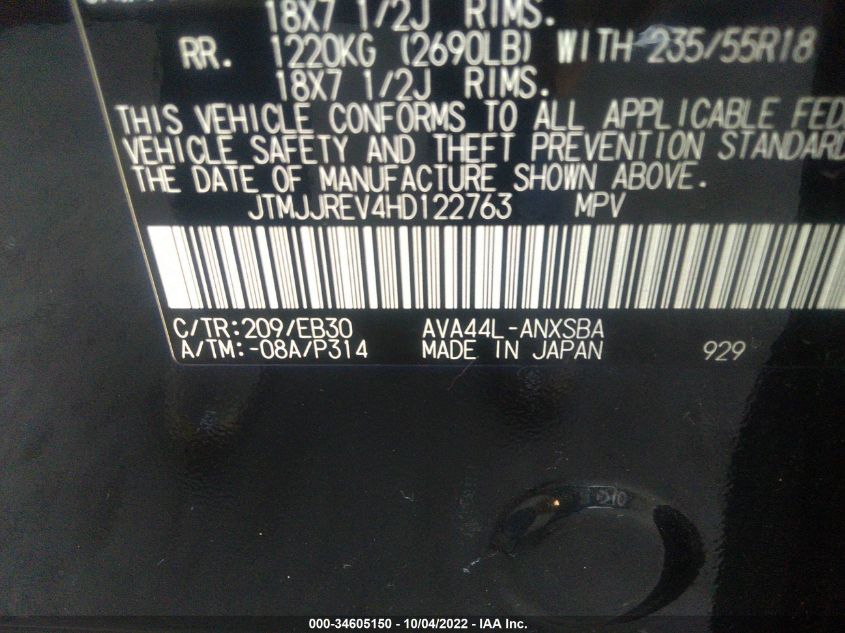 18X7 1/2J RIMS.
RR. 1220KG (2690LB) WITH 235/55R18
18X7 1/2J RIMS.
THIS VEHICLE CONFORMS TO ALL APPLICABLE FED
VEHICLE SAFETY AND THEFT PREVENTION STANDARD
THE DATE OF MANUFACTURE SHOWN ABOVE.
JTMJJREV4HD122763 MPV
C/TR:209/EB30 AVA44L-ANXSBA
A/TM:-08A/P314 MADE IN JAPAN 929
000-34605150 - 10/04/2022 - IAA Inc.